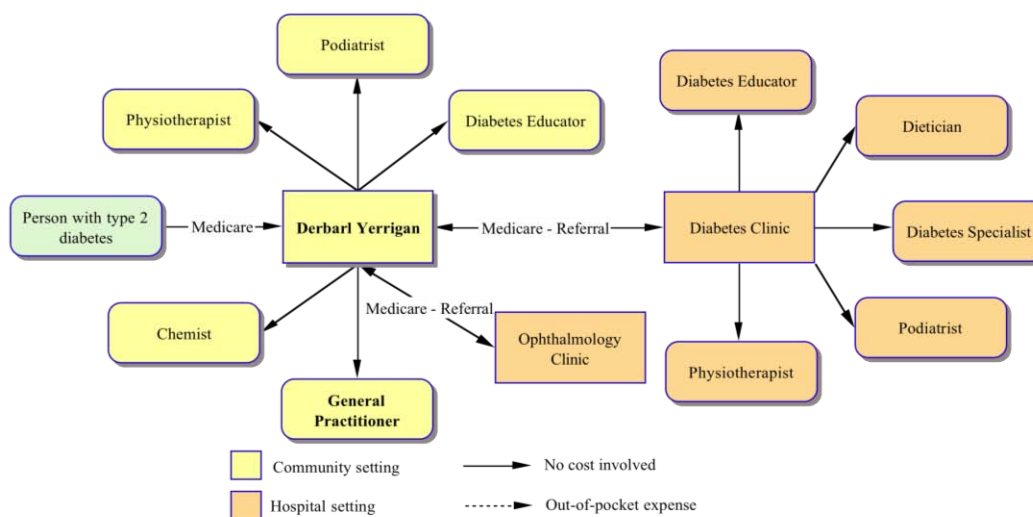 Podiatrist
Diabetes Educator
Physiotherapist
Diabetes Educator
Dietician
Person with type 2
diabetes
Medicare
Derbarl Yerrigan
Medicare - Referral
Diabetes Clinic
Diabetes Specialist
Chemist
Medicare - Referral
Ophthalmology
Clinic
Podiatrist
Physiotherapist
General
Practitioner
Community setting
No cost involved
Hospital setting
Out-of-pocket expense